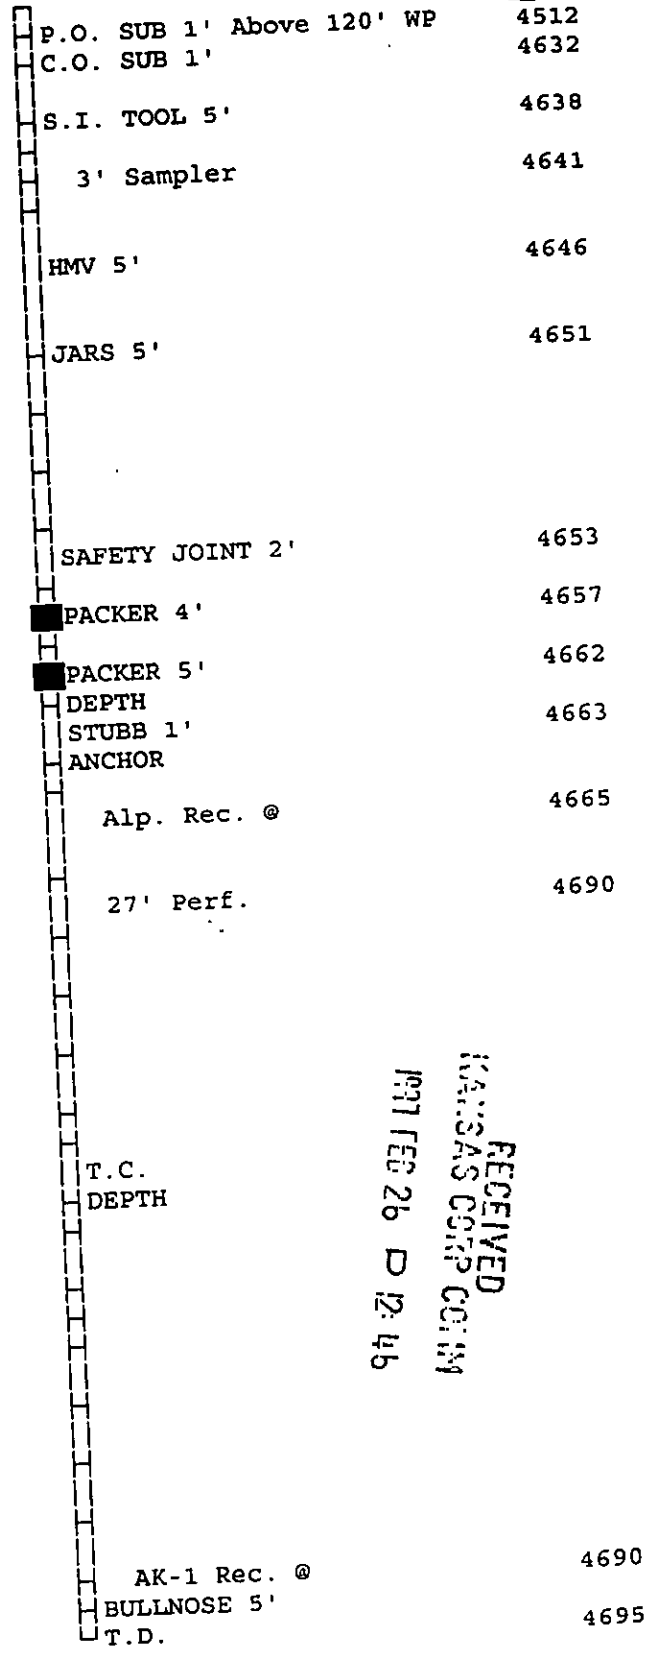 P.O. SUB 1' Above 120' WP 4512
C.O. SUB 1' 4632
S.I. TOOL 5' 4638
3' Sampler 4641
HMV 5' 4646
JARS 5' 4651
SAFETY JOINT 2' 4653
PACKER 4' 4657
PACKER 5' 4662
DEPTH
STUBB 1' 4663
ANCHOR
Alp. Rec. @ 4665
27' Perf. 4690
RECEIVED
KANSAS CORP COMM
1997 FEB 26 D 12:46
T.C.
DEPTH
AK-1 Rec. @ 4690
BULLNOSE 5'
T.D. 4695